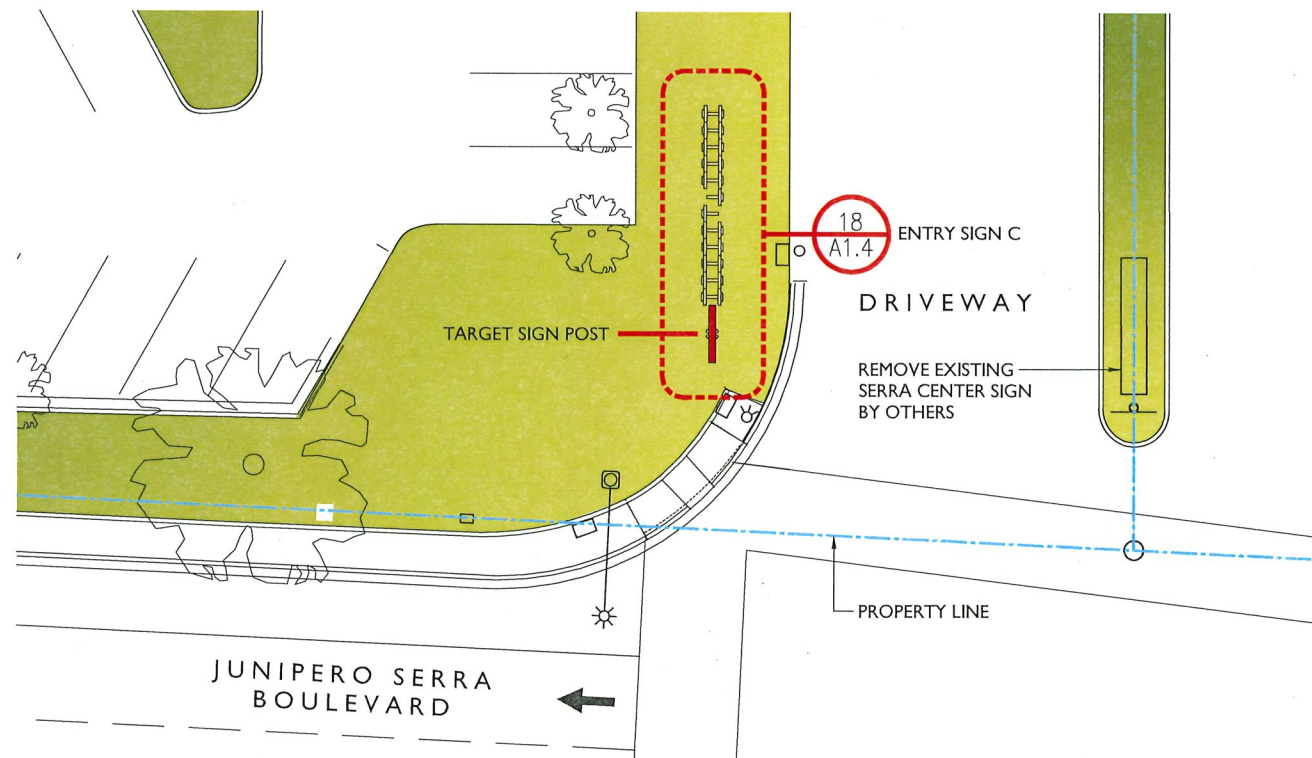 18
A1.4
ENTRY SIGN C
DRIVEWAY
TARGET SIGN POST
REMOVE EXISTING
SERRA CENTER SIGN
BY OTHERS
PROPERTY LINE
JUNIPERO SERRA
BOULEVARD